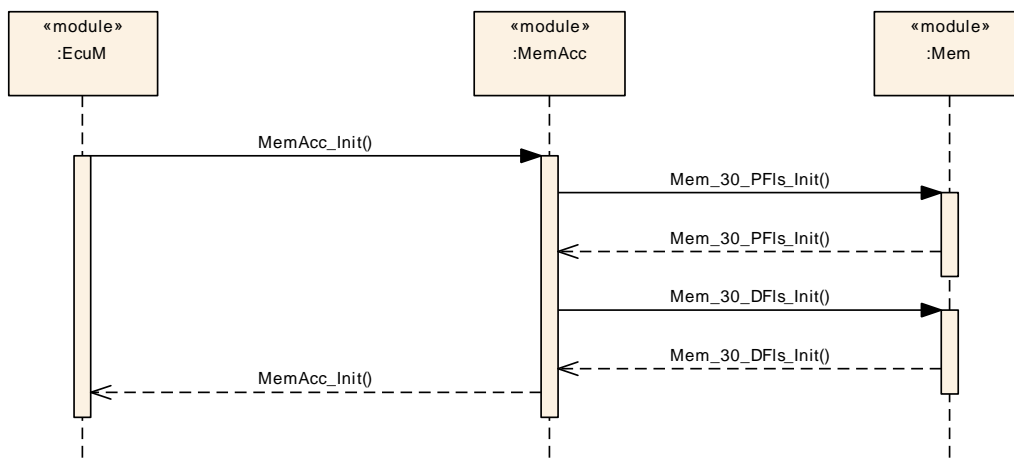 «module»
:EcuM
«module»
:MemAcc
«module»
:Mem
MemAcc_Init()
Mem_30_PFls_Init()
Mem_30_PFls_Init()
Mem_30_DFls_Init()
Mem_30_DFls_Init()
MemAcc_Init()